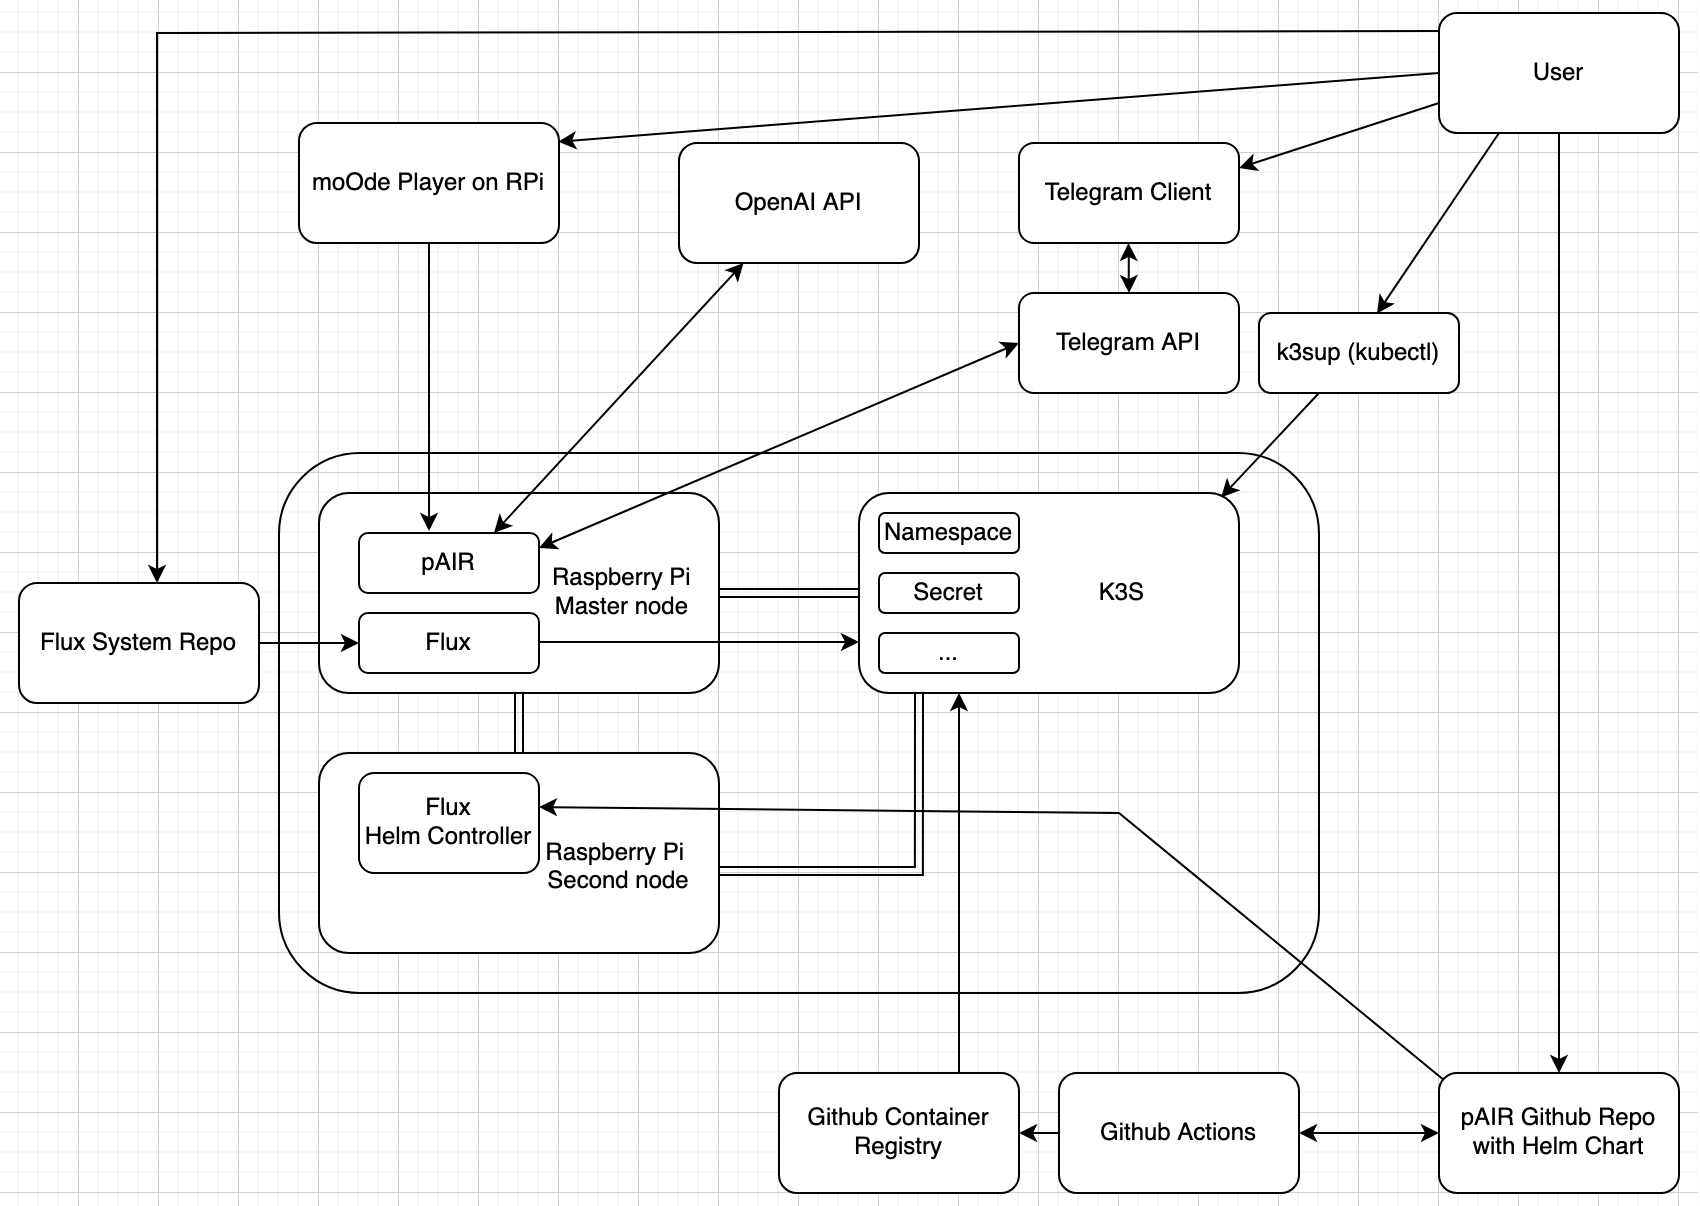 User
moOde Player on RPi
OpenAI API
Telegram Client
Telegram API
k3sup (kubectl)
pAIR
Raspberry Pi
Master node
Flux
Namespace
Secret
...
K3S
Flux System Repo
Flux
Helm Controller
Raspberry Pi
Second node
Github Container
Registry
Github Actions
pAIR Github Repo
with Helm Chart